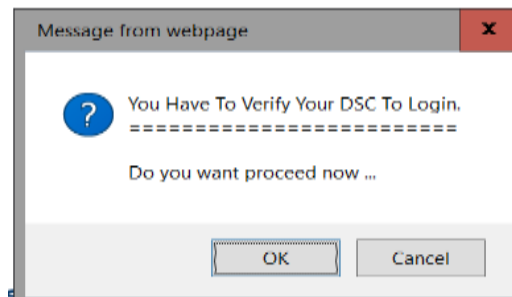 Message from webpage
x
?
You Have To Verify Your DSC To Login.
=========================
Do you want proceed now ...
OK
Cancel